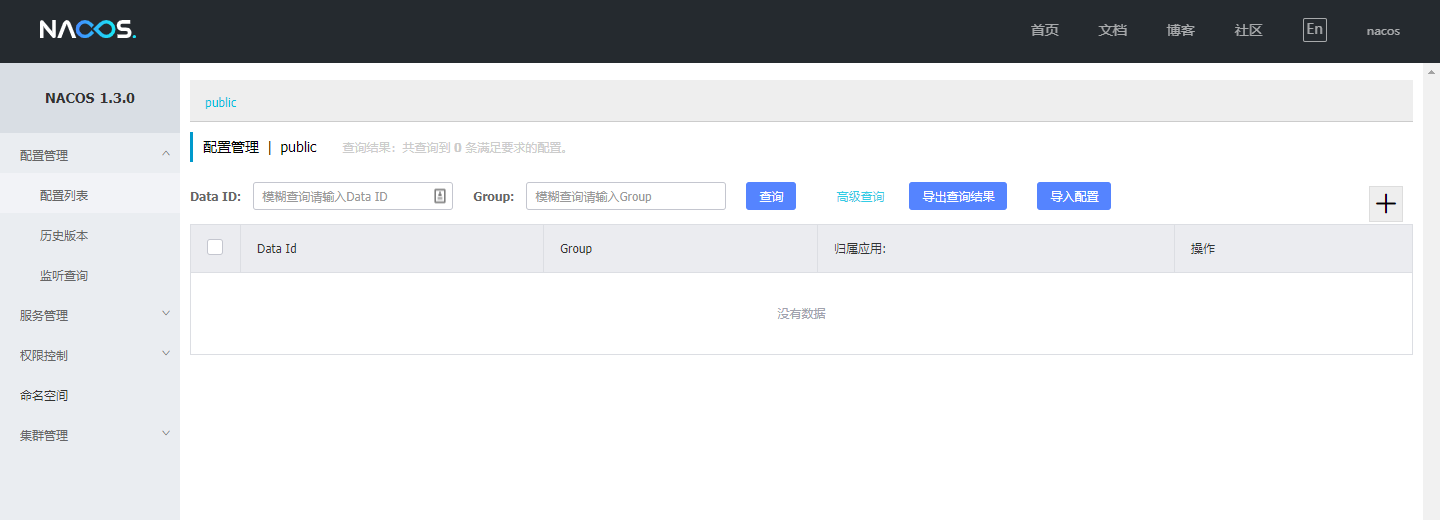 NACOS.
首页 文档 博客 社区 En nacos
NACOS 1.3.0
配置管理
配置列表
历史版本
监听查询
服务管理
权限控制
命名空间
集群管理
public
配置管理 | public 查询结果：共查询到 0 条满足要求的配置。
Data ID: 模糊查询请输入Data ID Group: 模糊查询请输入Group 查询 高级查询 导出查询结果 导入配置
Data Id Group 归属应用: 操作
没有数据